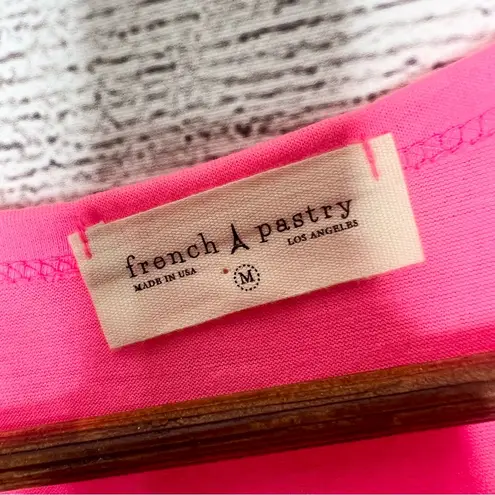 french pastry
MADE IN USA LOS ANGELES
M